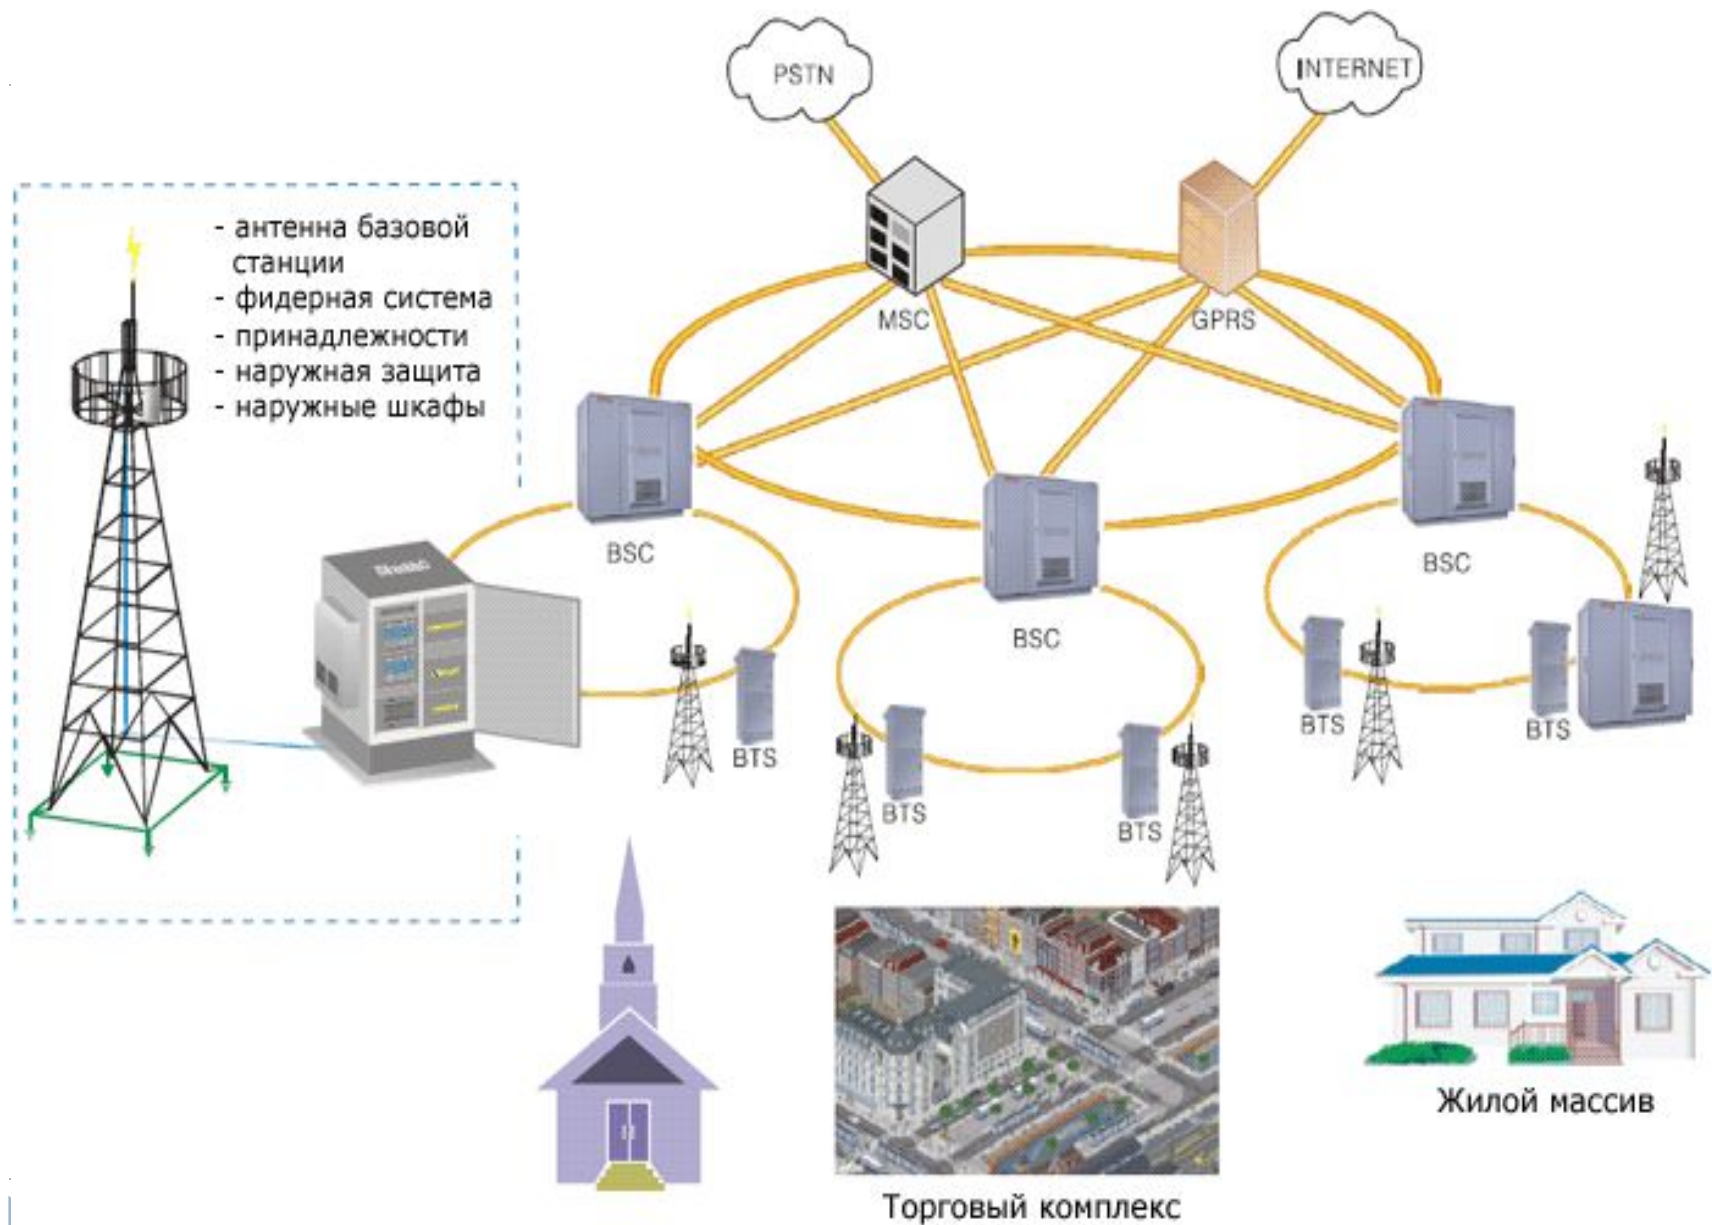 PSTN
INTERNET
- антенна базовой
станции
- фидерная система
- принадлежности
- наружная защита
- наружные шкафы
MSC
GPRS
BSC
BSC
BSC
BTS
BTS
BTS
BTS
BTS
Жилой массив
Торговый комплекс